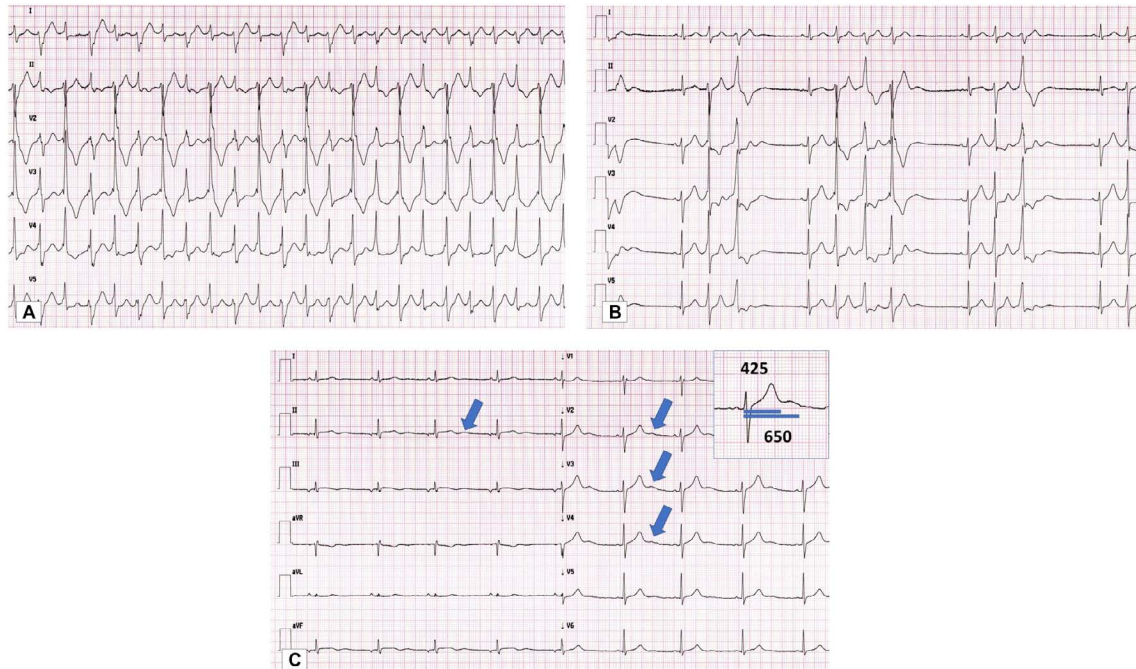 I
II
V2
V3
V4
V5
A
I
II
V2
V3
V4
V5
B
I
II
III
aVR
aVL
aVF
C
↓ V1
↓ V2
↓ V3
↓ V4
↓ V5
↓ V6
425
650